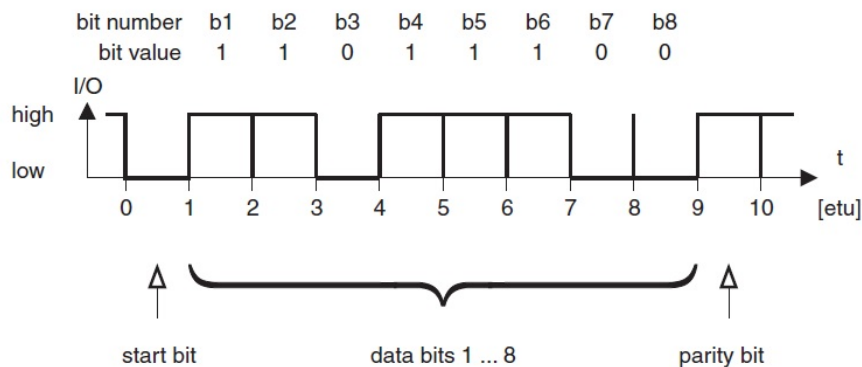 bit number b1 b2 b3 b4 b5 b6 b7 b8
bit value 1 1 0 1 1 1 0 0
I/O
high
low
t
0 1 2 3 4 5 6 7 8 9 10 [etu]
start bit data bits 1 ... 8 parity bit